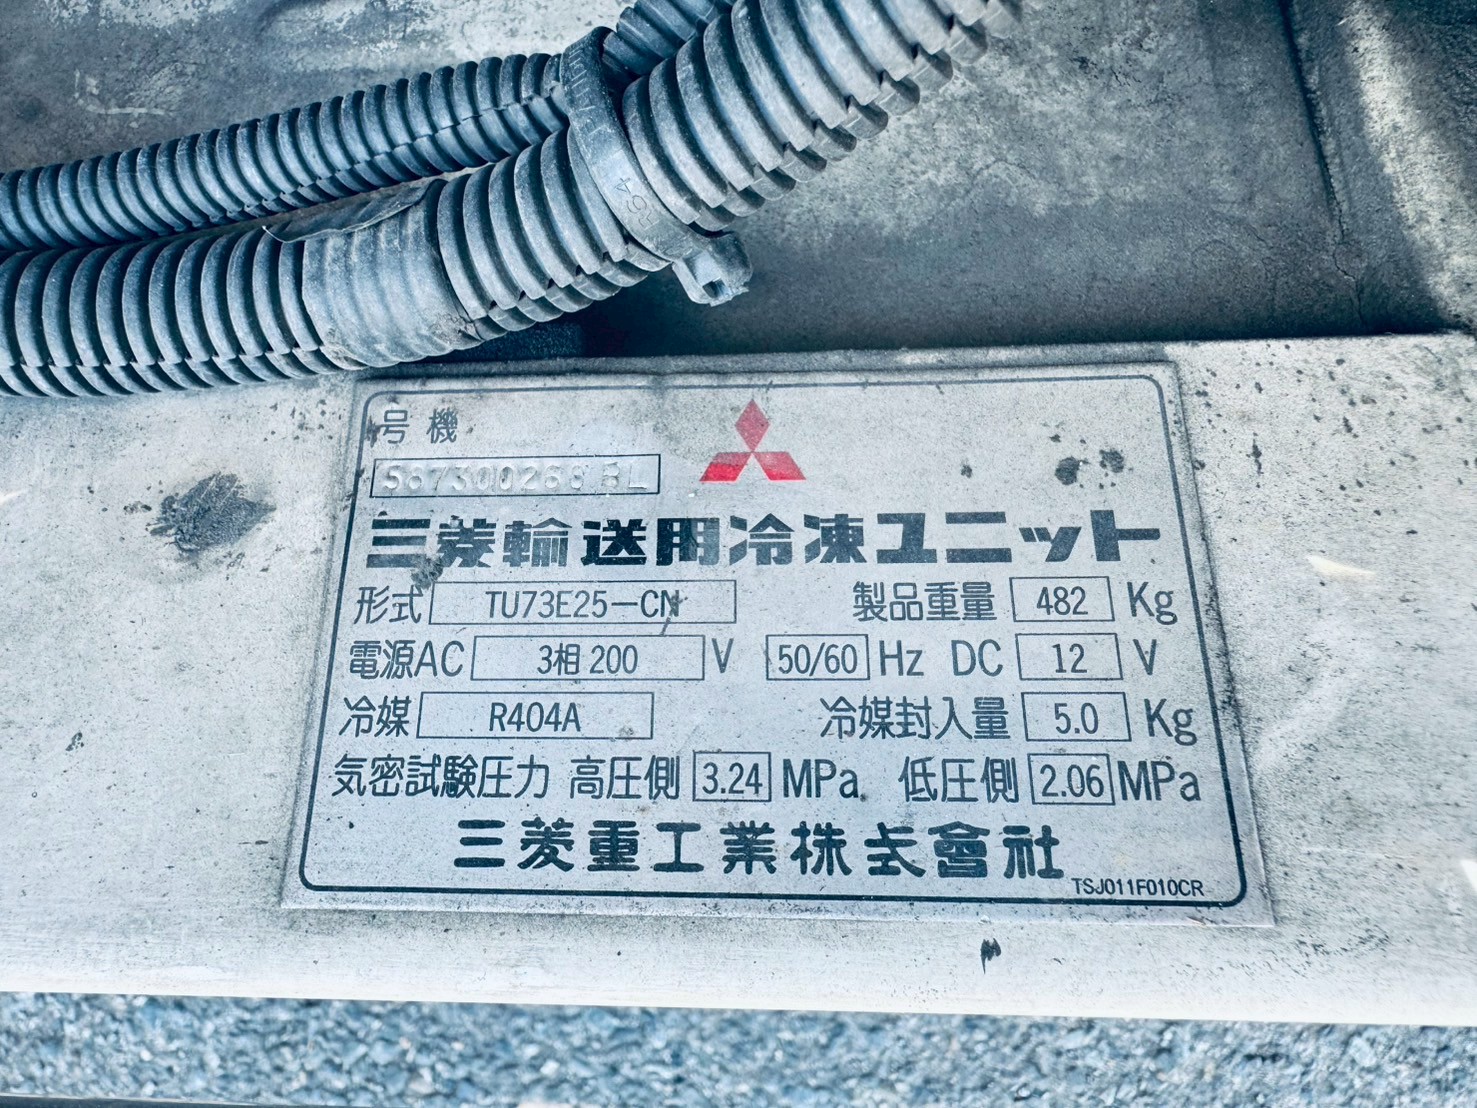 号機
587300268BL
三菱輸送用冷凍ユニット
形式 TU73E25-CN 製品重量 482 Kg
電源AC 3相 200 V 50/60 Hz DC 12 V
冷媒 R404A 冷媒封入量 5.0 Kg
気密試験圧力 高圧側 3.24 MPa 低圧側 2.06 MPa
三菱重工業株式會社
TSJ011F010CR